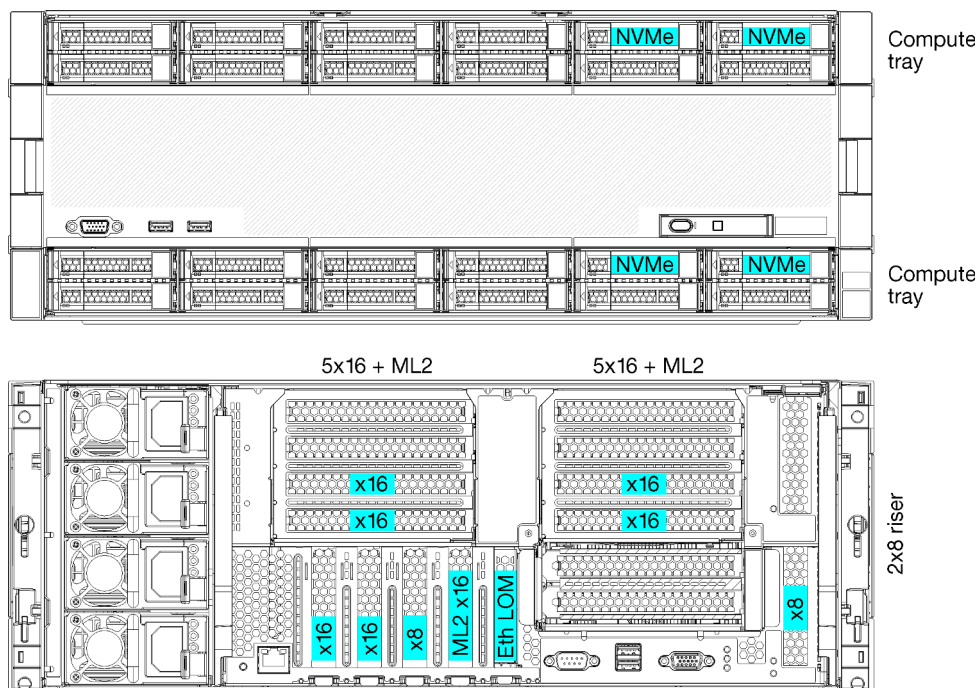 NVMe NVMe
Compute
tray
NVMe NVMe
Compute
tray
5x16 + ML2 5x16 + ML2
x16 x16
x16 x16
x16 x16 x8 ML2 x16 Eth LOM x8
2x8 riser